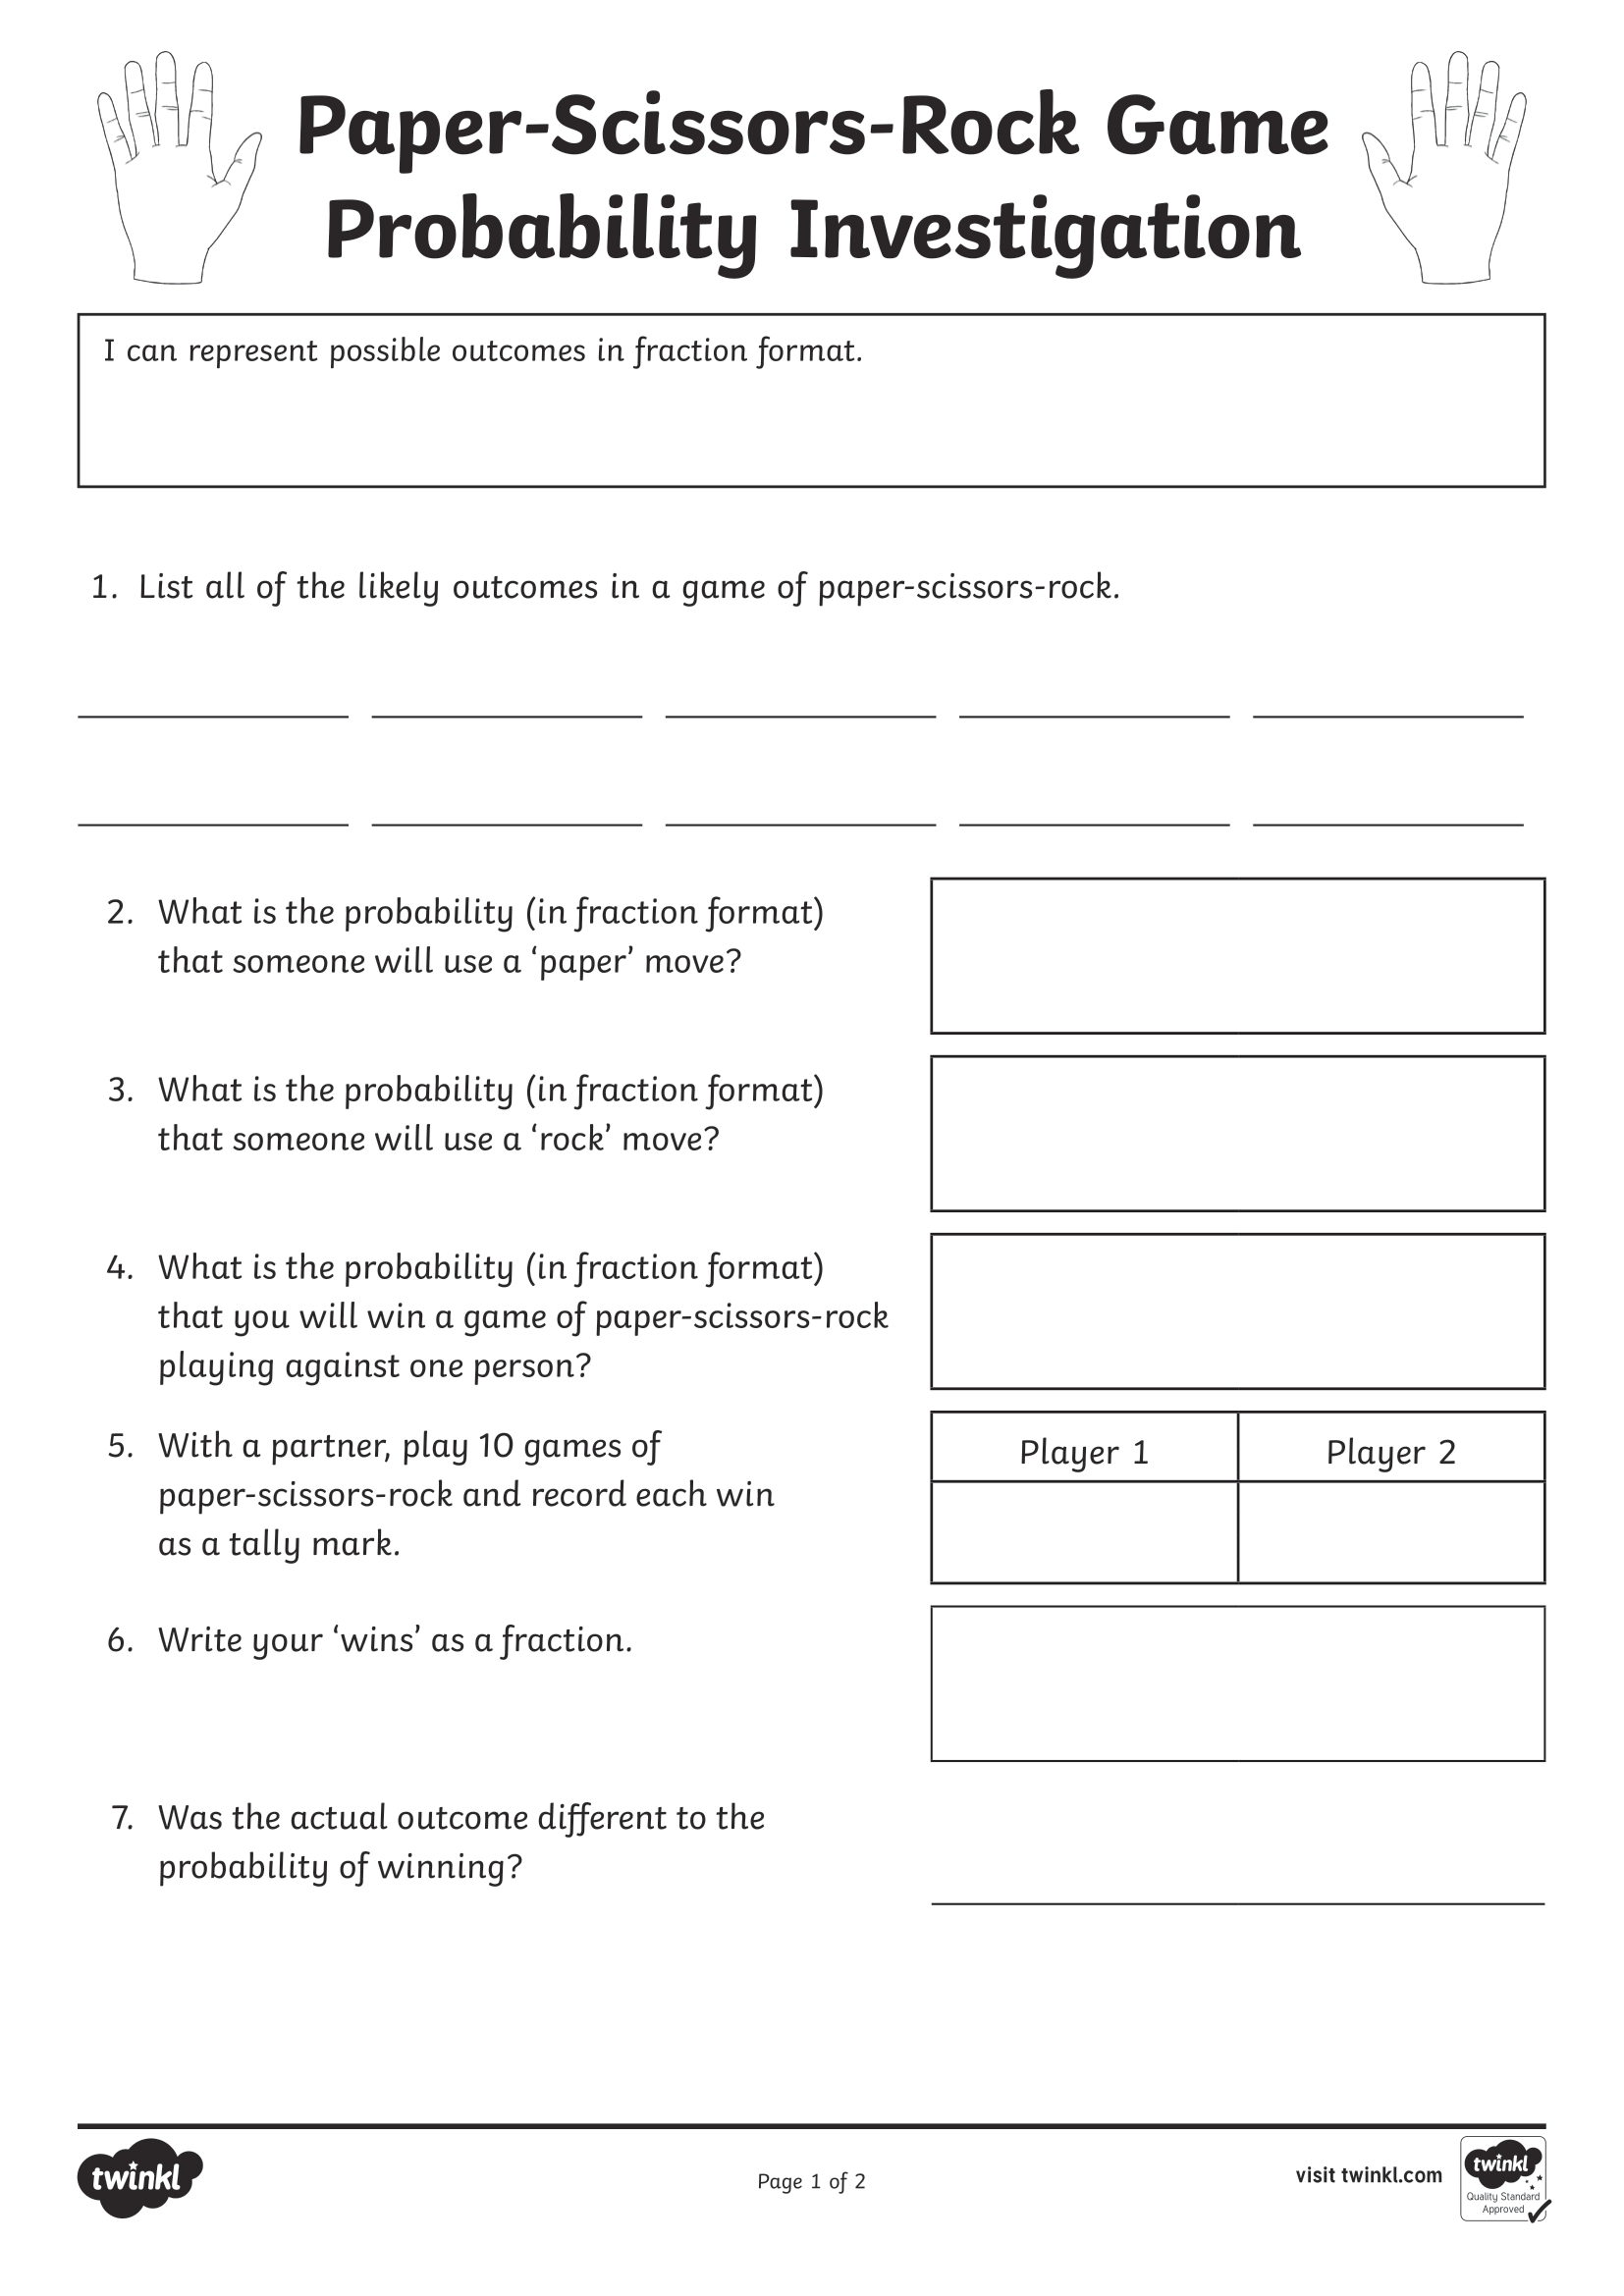 Paper-Scissors-Rock Game
Probability Investigation
I can represent possible outcomes in fraction format.
1. List all of the likely outcomes in a game of paper-scissors-rock.
2. What is the probability (in fraction format)
that someone will use a ‘paper’ move?
3. What is the probability (in fraction format)
that someone will use a ‘rock’ move?
4. What is the probability (in fraction format)
that you will win a game of paper-scissors-rock
playing against one person?
5. With a partner, play 10 games of
paper-scissors-rock and record each win
as a tally mark.
Player 1 Player 2
6. Write your ‘wins’ as a fraction.
7. Was the actual outcome different to the
probability of winning?
twinkl
Page 1 of 2
visit twinkl.com
twinkl
Quality Standard
Approved